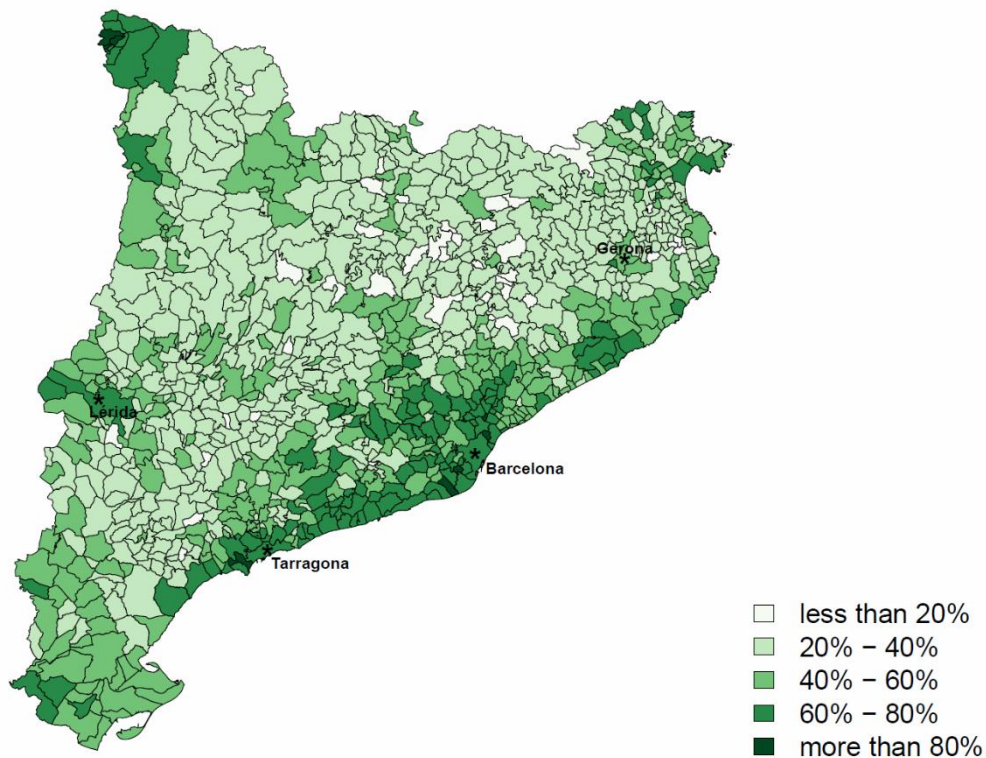 Gerona
*
*
Lérida
*
Barcelona
*
Tarragona
less than 20%
20% − 40%
40% − 60%
60% − 80%
more than 80%